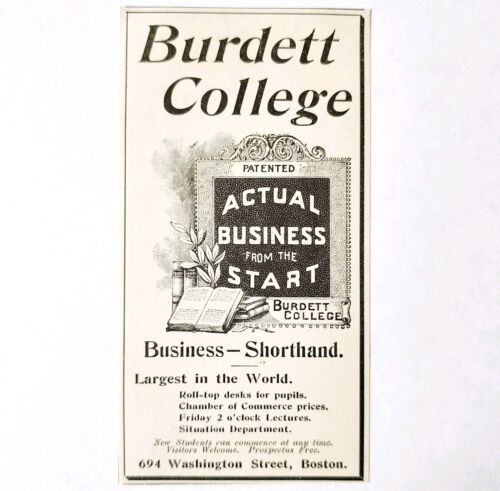 Burdett
College
PATENTED
ACTUAL
BUSINESS
FROM THE
START
BURDETT
COLLEGE
Business – Shorthand.
Largest in the World.
Roll-top desks for pupils.
Chamber of Commerce prices.
Friday 2 o'clock Lectures.
Situation Department.
New Students can commence at any time.
Visitors Welcome. Prospectus Free.
694 Washington Street, Boston.